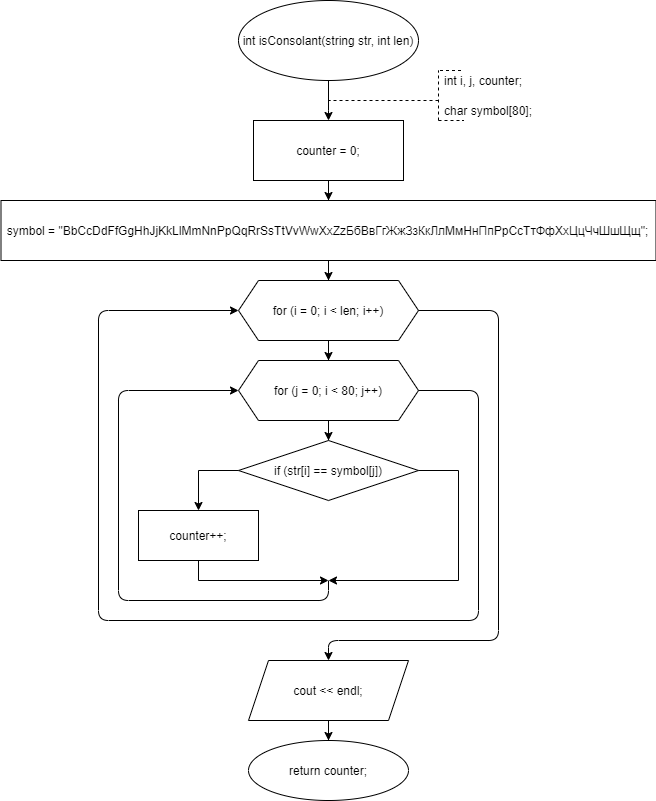 int isConsolant(string str, int len)
int i, j, counter;
char symbol[80];
counter = 0;
symbol = "BbCcDdFfGgHhJjKkLlMmNnPpQqRrSsTtVvWwXxZzБбВвГгЖжЗзКкЛлМмНнПпРрСсТтФфХхЦцЧчШшЩщ";
for (i = 0; i < len; i++)
for (j = 0; i < 80; j++)
if (str[i] == symbol[j])
counter++;
cout << endl;
return counter;